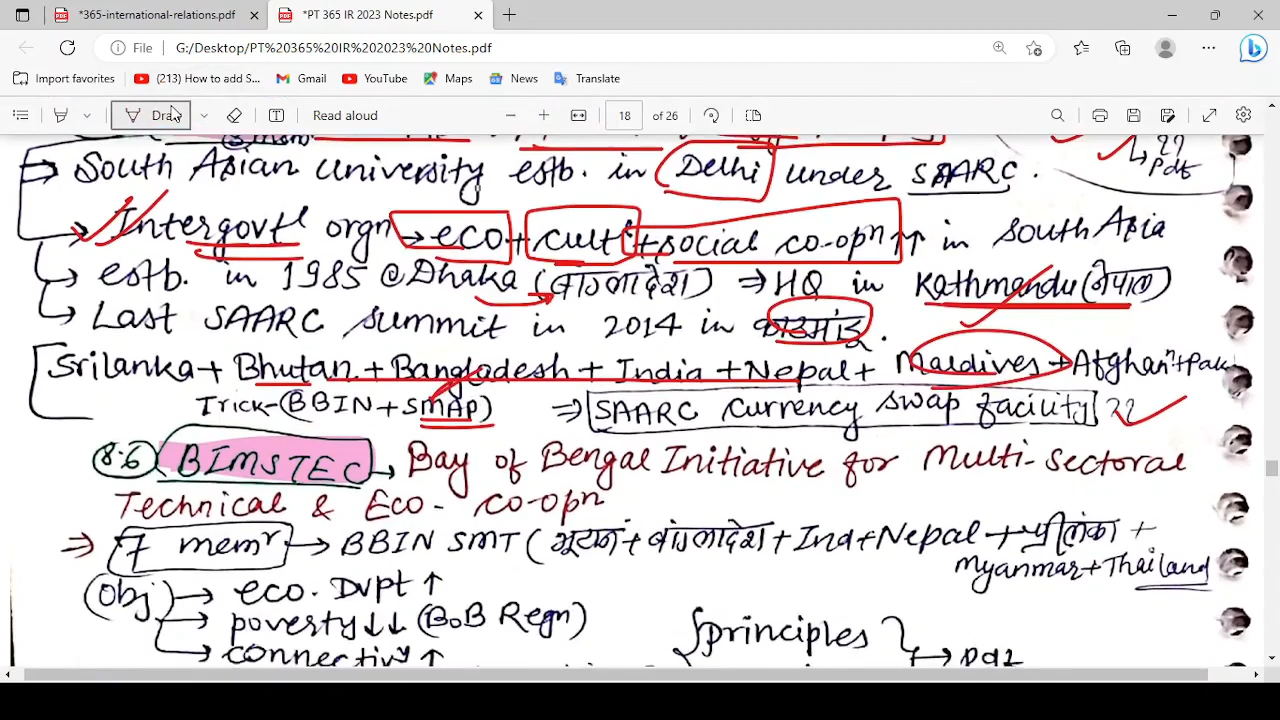 *365-international-relations.pdf
*PT 365 IR 2023 Notes.pdf
File G:/Desktop/PT%20365%20IR%202023%20Notes.pdf
Import favorites (213) How to add S... Gmail YouTube Maps News Translate
Draw Read aloud 18 of 26
??
Pdt
South Asian University estb. in Delhi under SAARC.
Intergovtl orgn → eco + cultl + social co-opn ↑↑ in South Asia
estb. in 1985 @Dhaka (बांग्लादेश) ⇒ HQ in Kathmandu (नेपाल)
Last SAARC summit in 2014 in काठमांडू.
Srilanka + Bhutan + Bangladesh + India + Nepal + Maldives + Afghanⁿ + Pak
Trick-(BBIN + SMAP) ⇒ SAARC currency swap facility ??
8.6 BIMSTEC → Bay of Bengal Initiative for Multi-sectoral
Technical & Eco- co-opn
⇒ 7 memʳ → BBIN SMT (भूटान + बांग्लादेश + Ind + Nepal + श्रीलंका +
Myanmar + Thailand
Obj → eco. Dvpt ↑
→ poverty ↓↓ (BoB Regn)
principles
→ connectivity ↑
→ pdt